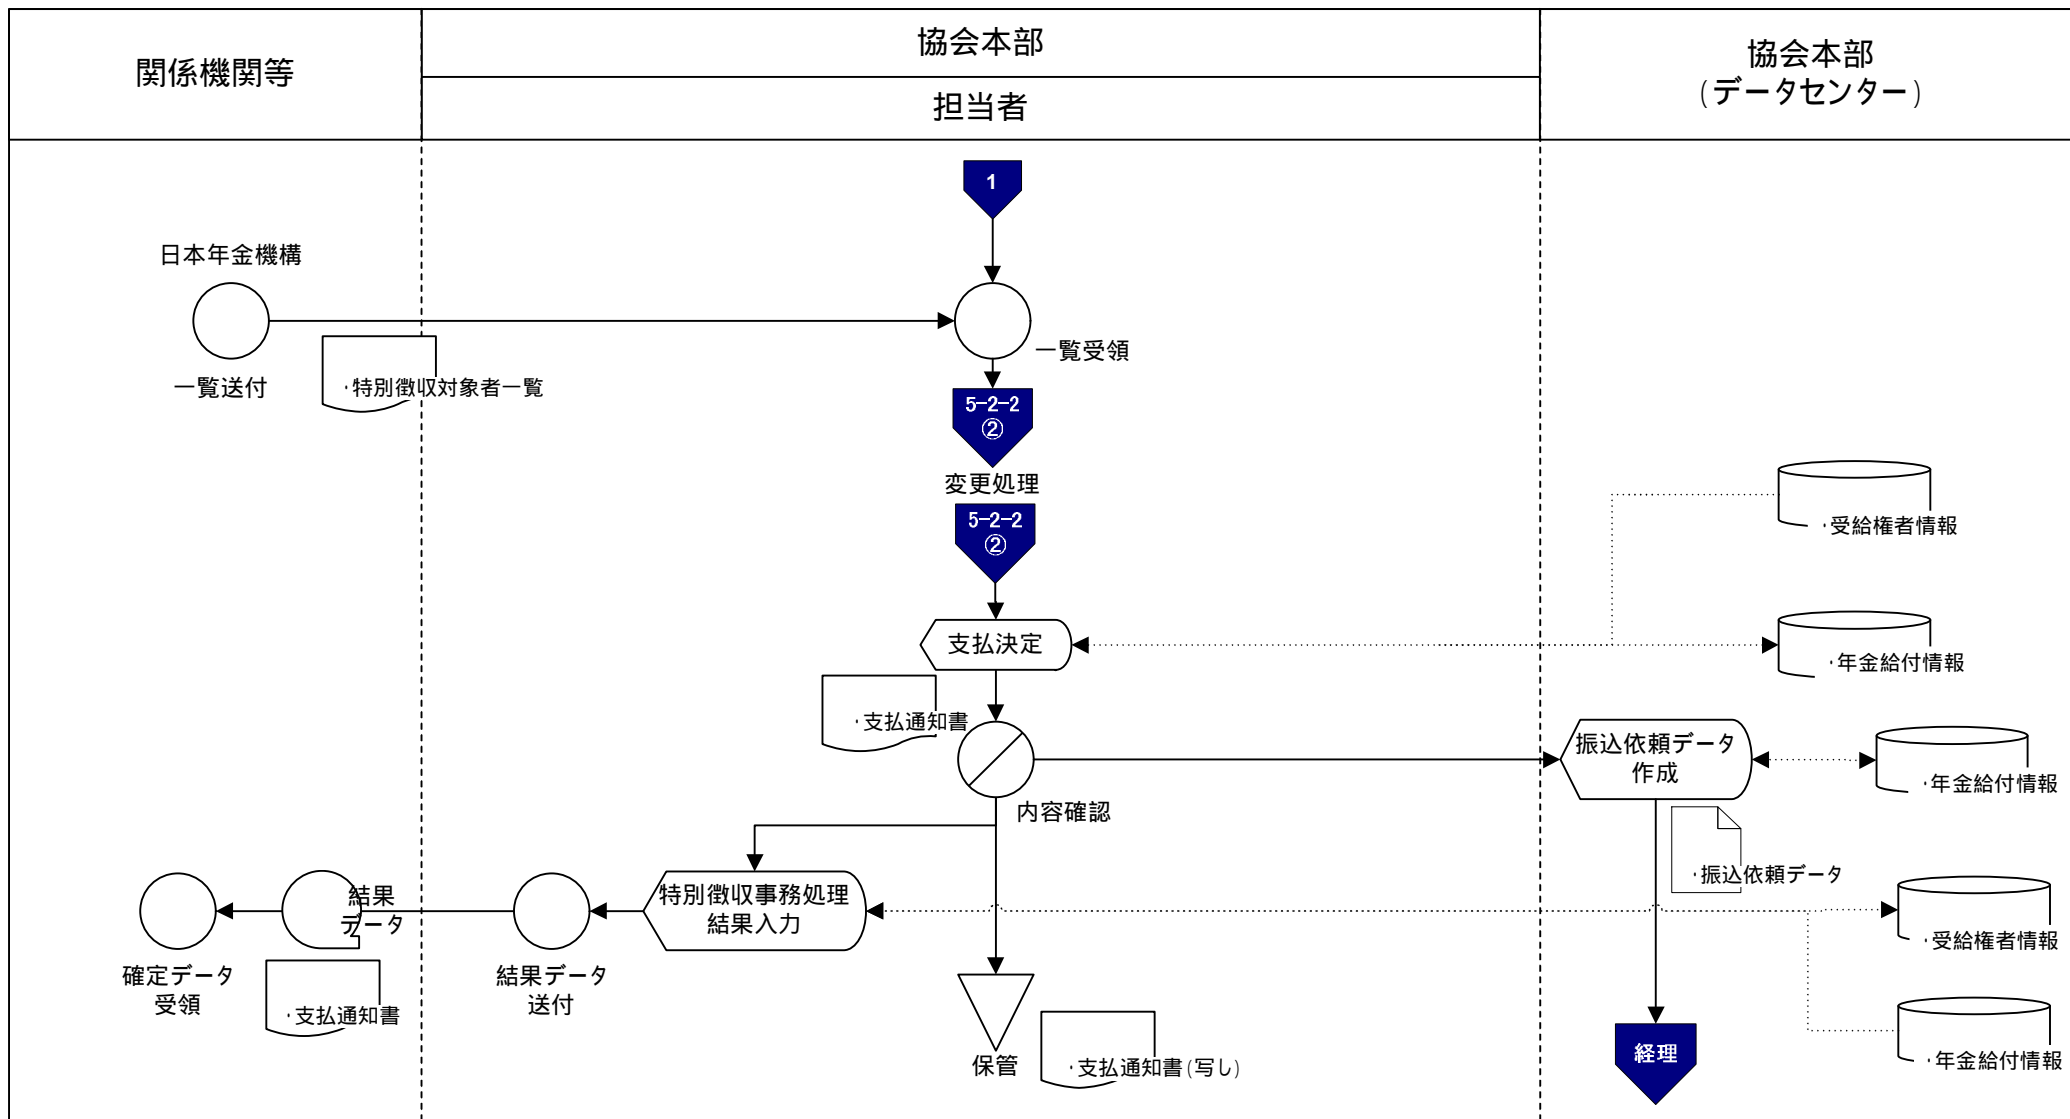 関係機関等
協会本部
担当者
協会本部
(データセンター)
1
日本年金機構
一覧送付
・特別徴収対象者一覧
一覧受領
5-2-2
②
変更処理
5-2-2
②
・受給権者情報
支払決定
・年金給付情報
・支払通知書
内容確認
振込依頼データ
作成
・年金給付情報
・振込依頼データ
確定データ
受領
結果
データ
・支払通知書
結果データ
送付
特別徴収事務処理
結果入力
・受給権者情報
保管
・支払通知書(写し)
経理
・年金給付情報